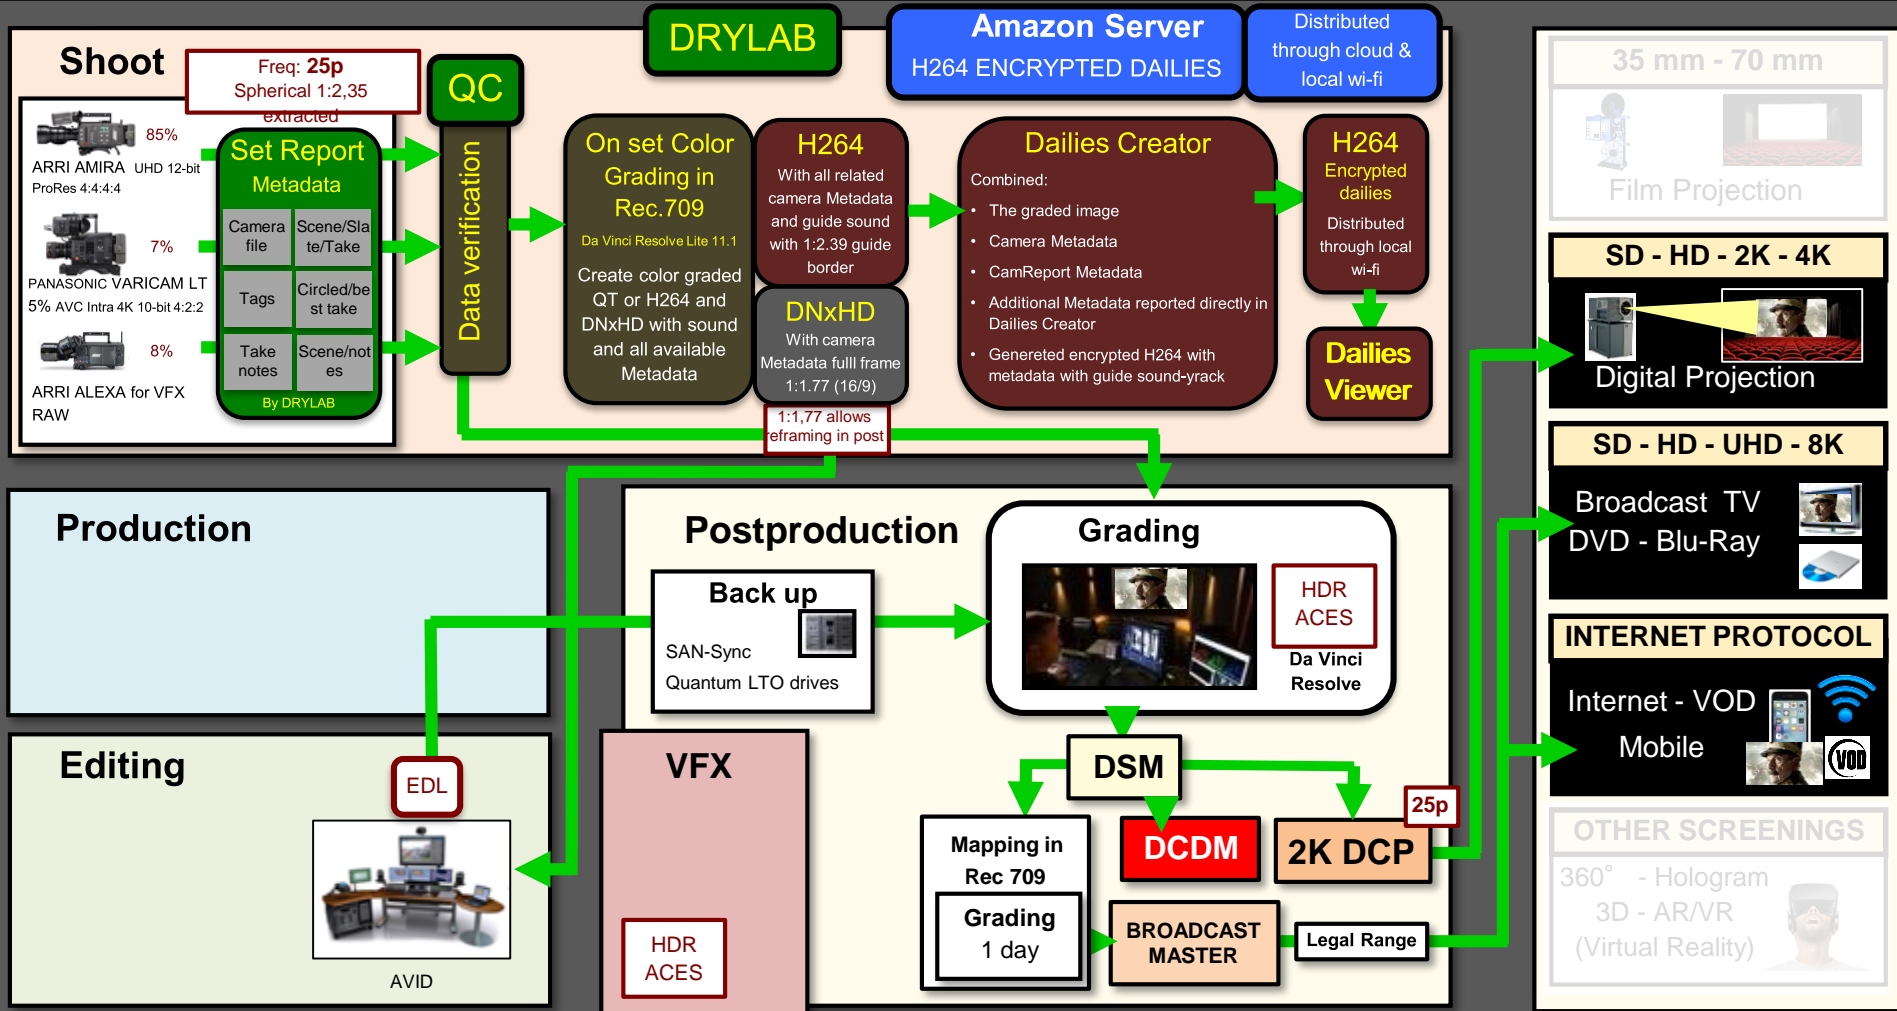 Shoot
Freq: 25p
Spherical 1:2,35
extracted
85%
ARRI AMIRA UHD 12-bit
ProRes 4:4:4:4
7%
PANASONIC VARICAM LT
5% AVC Intra 4K 10-bit 4:2:2
8%
ARRI ALEXA for VFX
RAW
Set Report
Metadata
Camera
file
Scene/Sla
te/Take
Tags
Circled/be
st take
Take
notes
Scene/not
es
By DRYLAB
QC
Data verification
DRYLAB
Amazon Server
H264 ENCRYPTED DAILIES
Distributed
through cloud &
local wi-fi
On set Color
Grading in
Rec.709
Da Vinci Resolve Lite 11.1
Create color graded
QT or H264 and
DNxHD with sound
and all available
Metadata
H264
With all related
camera Metadata
and guide sound
with 1:2.39 guide
border
DNxHD
With camera
Metadata fulll frame
1:1.77 (16/9)
1:1,77 allows
reframing in post
Dailies Creator
Combined:
• The graded image
• Camera Metadata
• CamReport Metadata
• Additional Metadata reported directly in
Dailies Creator
• Genereted encrypted H264 with
metadata with guide sound-yrack
H264
Encrypted
dailies
Distributed
through local
wi-fi
Dailies
Viewer
Production
Editing
EDL
AVID
Postproduction
Back up
SAN-Sync
Quantum LTO drives
Grading
HDR
ACES
Da Vinci
Resolve
VFX
HDR
ACES
DSM
Mapping in
Rec 709
Grading
1 day
DCDM
25p
2K DCP
BROADCAST
MASTER
Legal Range
35 mm - 70 mm
Film Projection
SD - HD - 2K - 4K
Digital Projection
SD - HD - UHD - 8K
Broadcast TV
DVD - Blu-Ray
INTERNET PROTOCOL
Internet - VOD
Mobile
VOD
OTHER SCREENINGS
360° - Hologram
3D - AR/VR
(Virtual Reality)